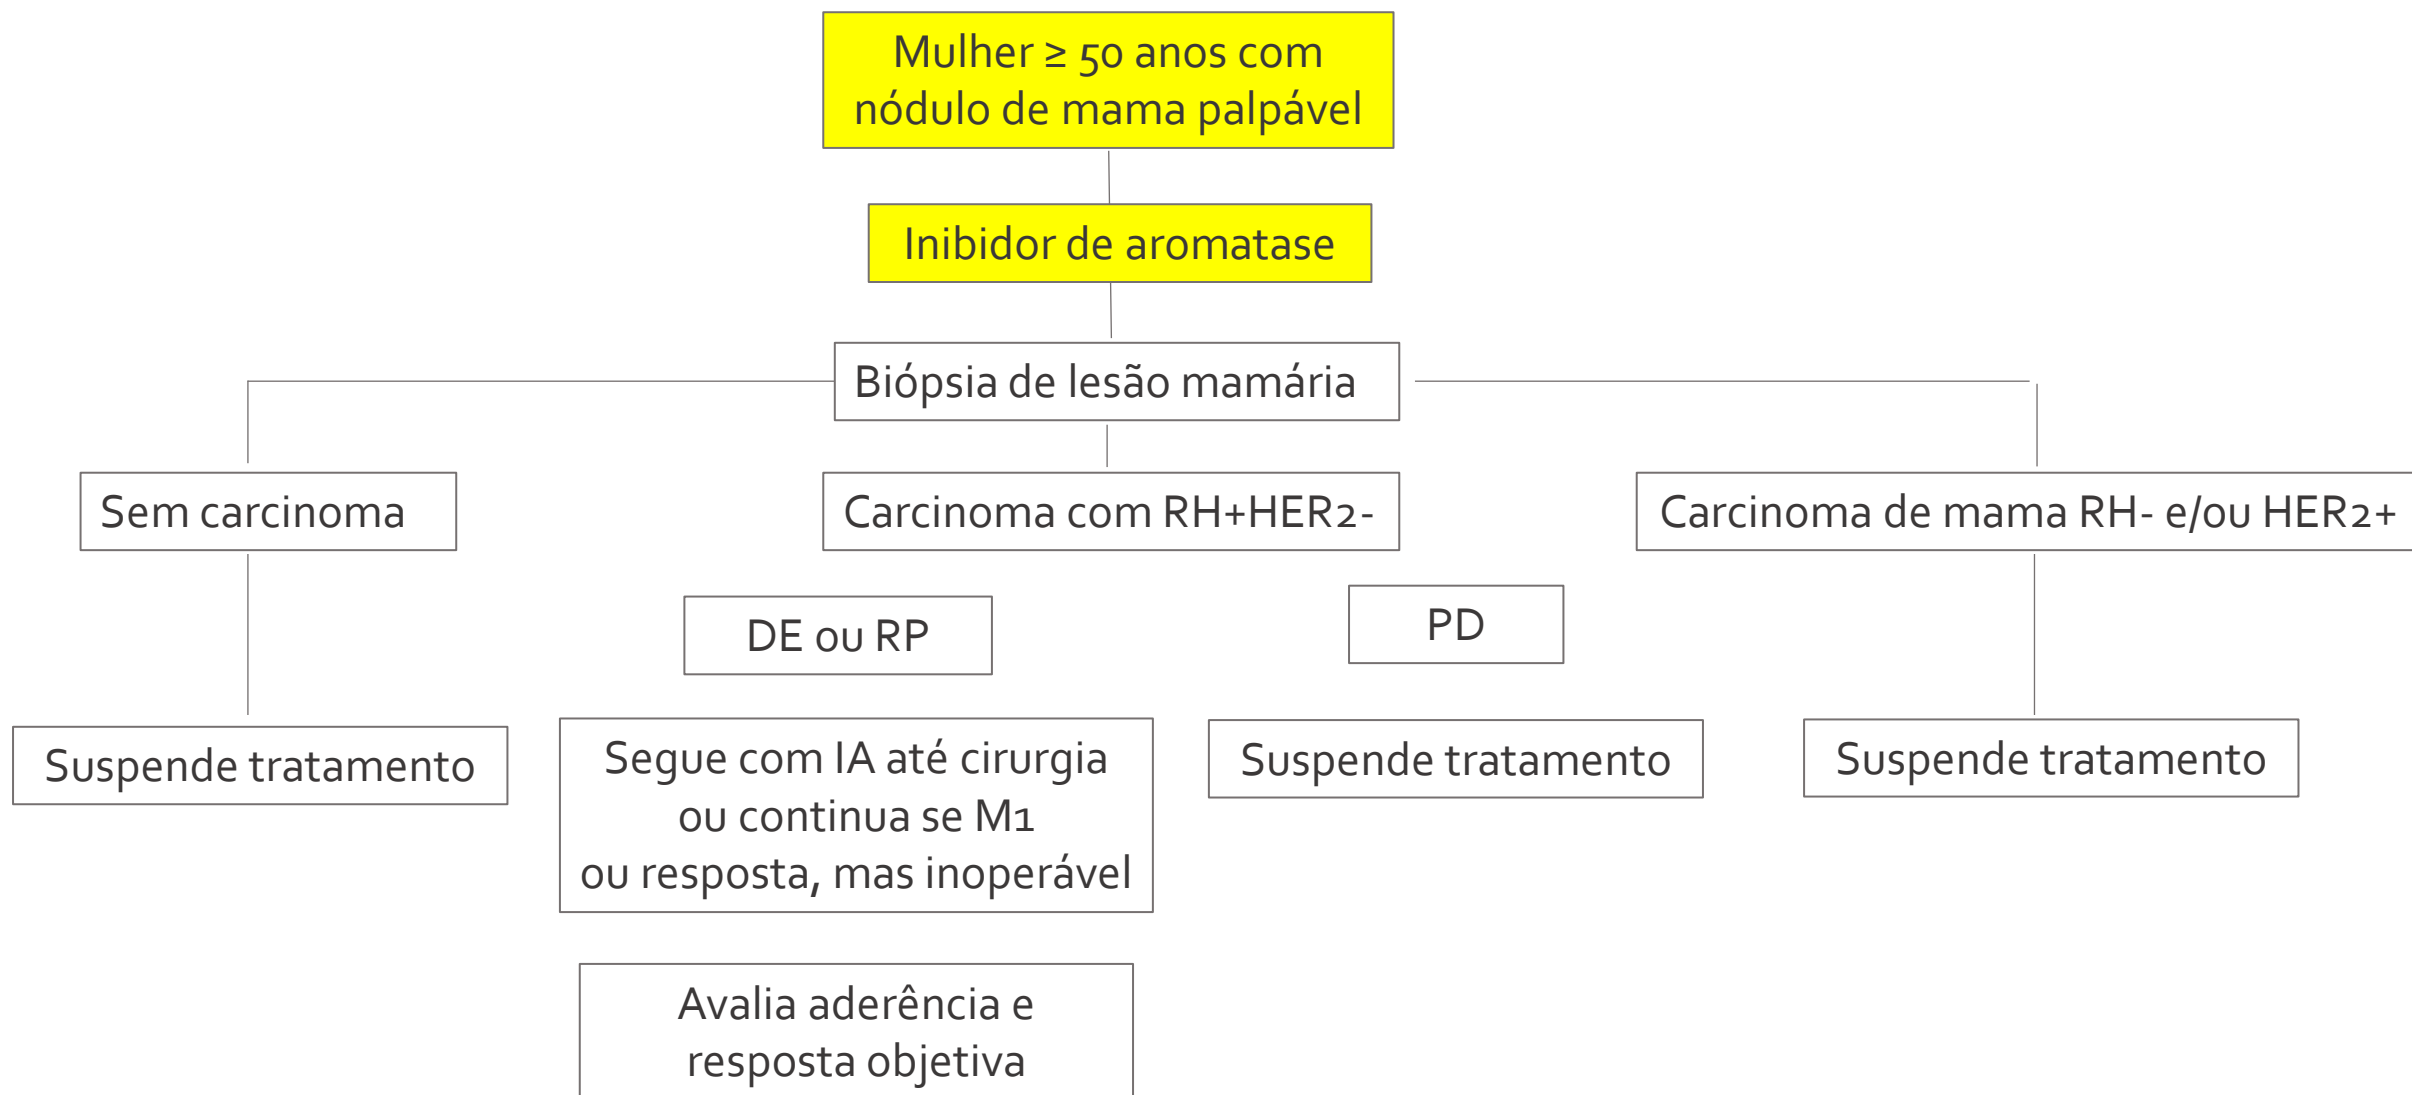 Mulher ≥ 50 anos com
nódulo de mama palpável
Inibidor de aromatase
Biópsia de lesão mamária
Sem carcinoma
Carcinoma com RH+HER2-
Carcinoma de mama RH- e/ou HER2+
DE ou RP
PD
Suspende tratamento
Segue com IA até cirurgia
ou continua se M1
ou resposta, mas inoperável
Suspende tratamento
Suspende tratamento
Avalia aderência e
resposta objetiva